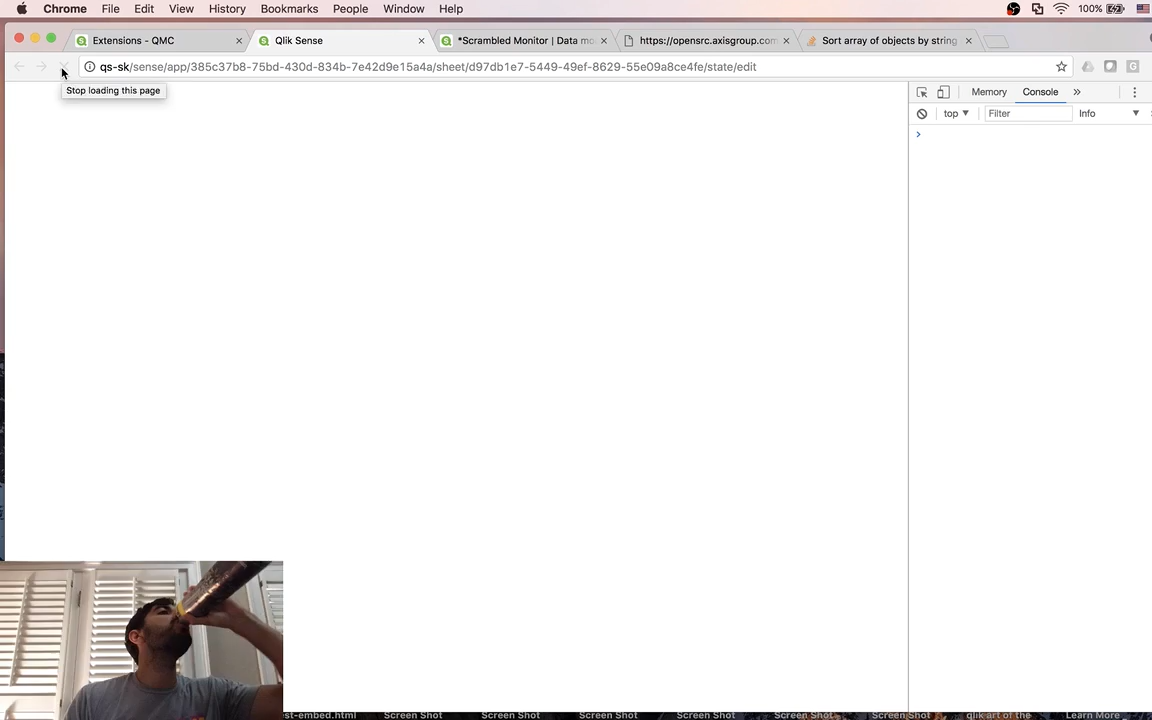 Chrome File Edit View History Bookmarks People Window Help 100%
Extensions - QMC
Qlik Sense
*Scrambled Monitor | Data mo
https://opensrc.axisgroup.com
Sort array of objects by string
qs-sk/sense/app/385c37b8-75bd-430d-834b-7e42d9e15a4a/sheet/d97db1e7-5449-49ef-8629-55e09a8ce4fe/state/edit
Stop loading this page
Memory Console »
top Filter Info
est-embed.html Screen Shot Screen Shot Screen Shot Screen Shot Screen Shot Screen Shot qlik art of the Learn More